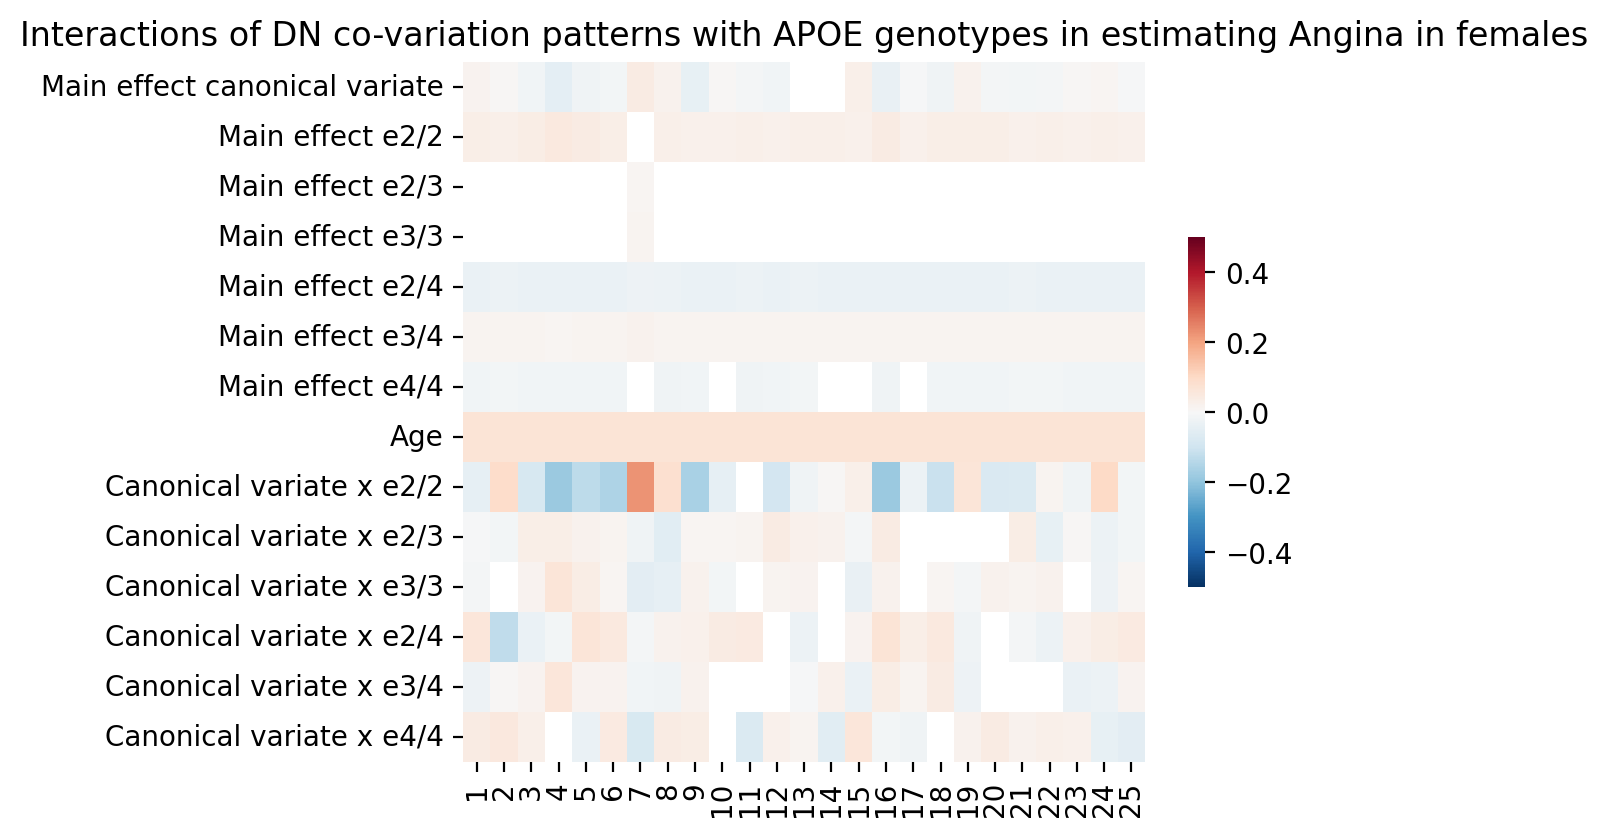 Interactions of DN co-variation patterns with APOE genotypes in estimating Angina in females
Main effect canonical variate
Main effect e2/2
Main effect e2/3
Main effect e3/3
Main effect e2/4
Main effect e3/4
Main effect e4/4
Age
Canonical variate x e2/2
Canonical variate x e2/3
Canonical variate x e3/3
Canonical variate x e2/4
Canonical variate x e3/4
Canonical variate x e4/4
1 2 3 4 5 6 7 8 9 10 11 12 13 14 15 16 17 18 19 20 21 22 23 24 25
0.4
0.2
0.0
−0.2
−0.4